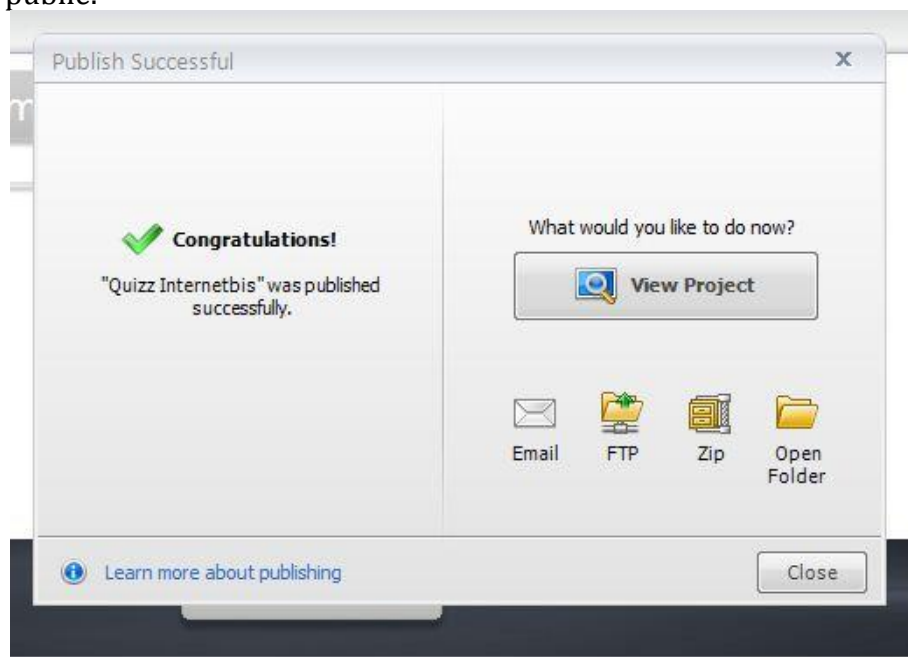 public.
Publish Successful
X
m
Congratulations!
"Quizz Internetbis" was published
successfully.
What would you like to do now?
View Project
Email
FTP
Zip
Open
Folder
Learn more about publishing
Close